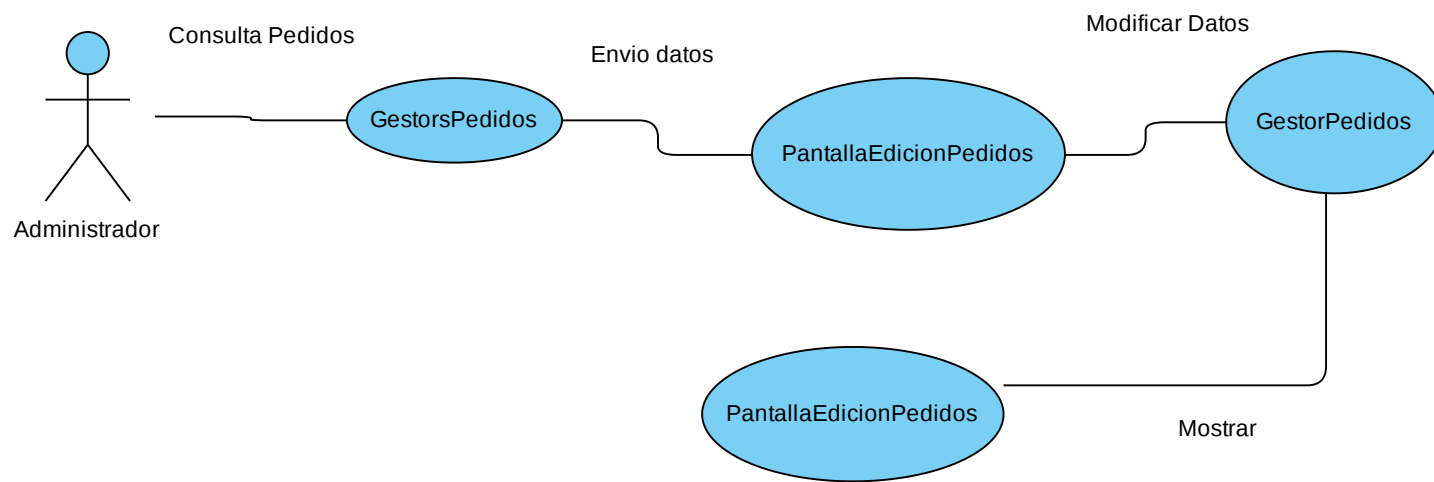 Consulta Pedidos
Envio datos
Modificar Datos
GestorsPedidos
PantallaEdicionPedidos
GestorPedidos
Administrador
PantallaEdicionPedidos
Mostrar